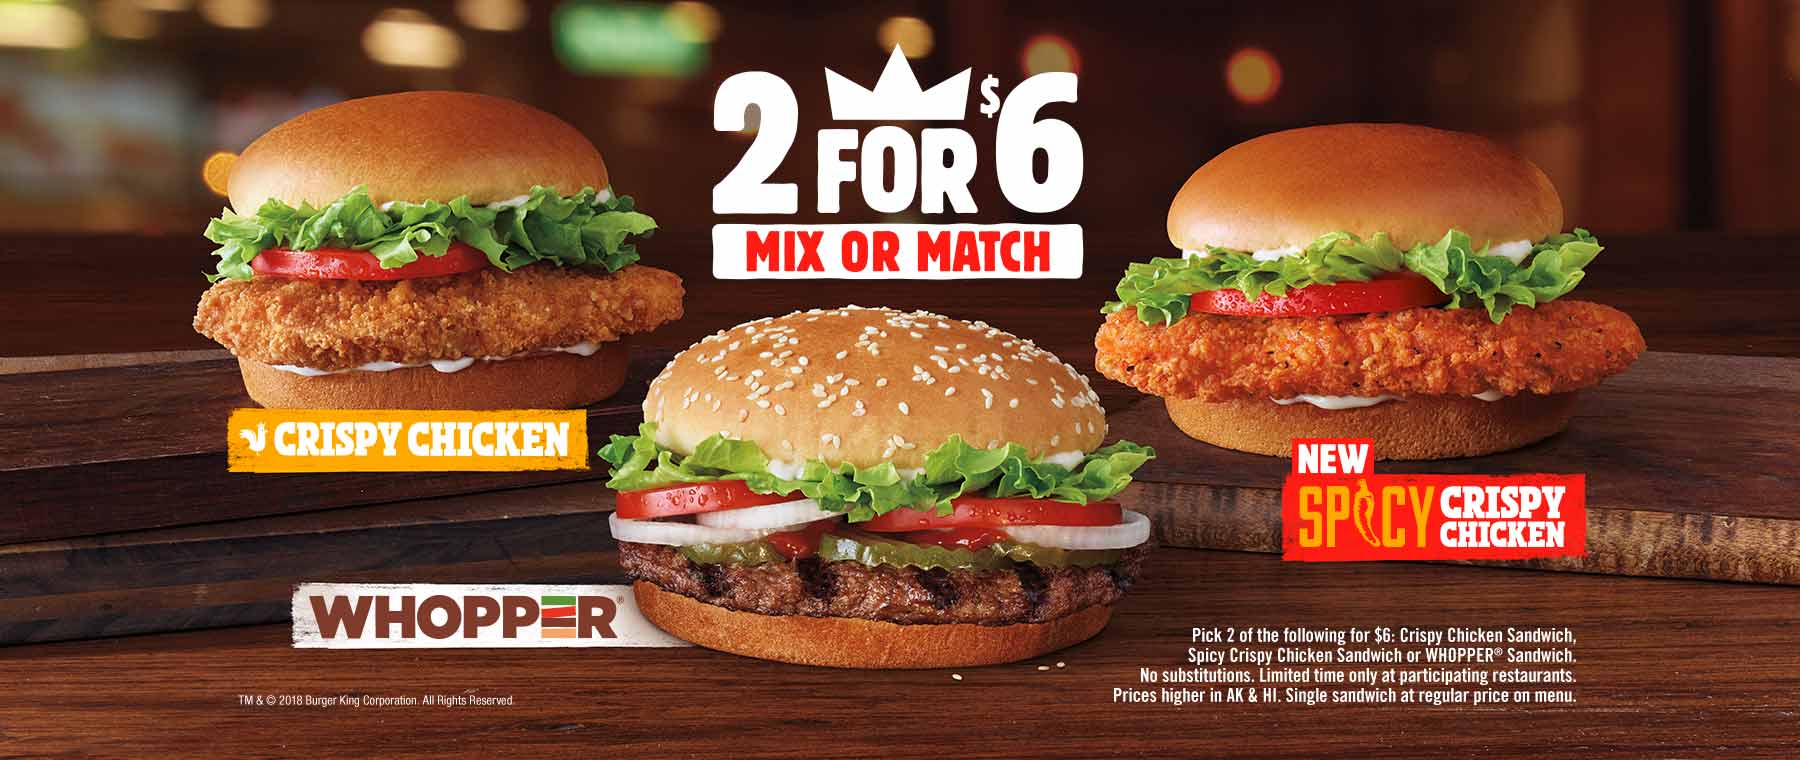 2 FOR $6
MIX OR MATCH
CRISPY CHICKEN
NEW
SPICY CRISPY
CHICKEN
WHOPPER®
Pick 2 of the following for $6: Crispy Chicken Sandwich,
Spicy Crispy Chicken Sandwich or WHOPPER® Sandwich.
No substitutions. Limited time only at participating restaurants.
Prices higher in AK & HI. Single sandwich at regular price on menu.
TM & © 2018 Burger King Corporation. All Rights Reserved.